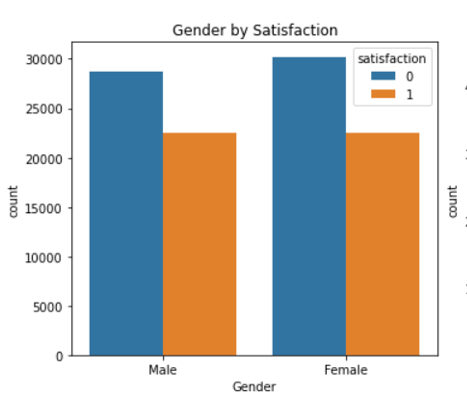 Gender by Satisfaction
satisfaction
0
1
30000
25000
20000
15000
10000
5000
0
count
Male
Female
Gender
count